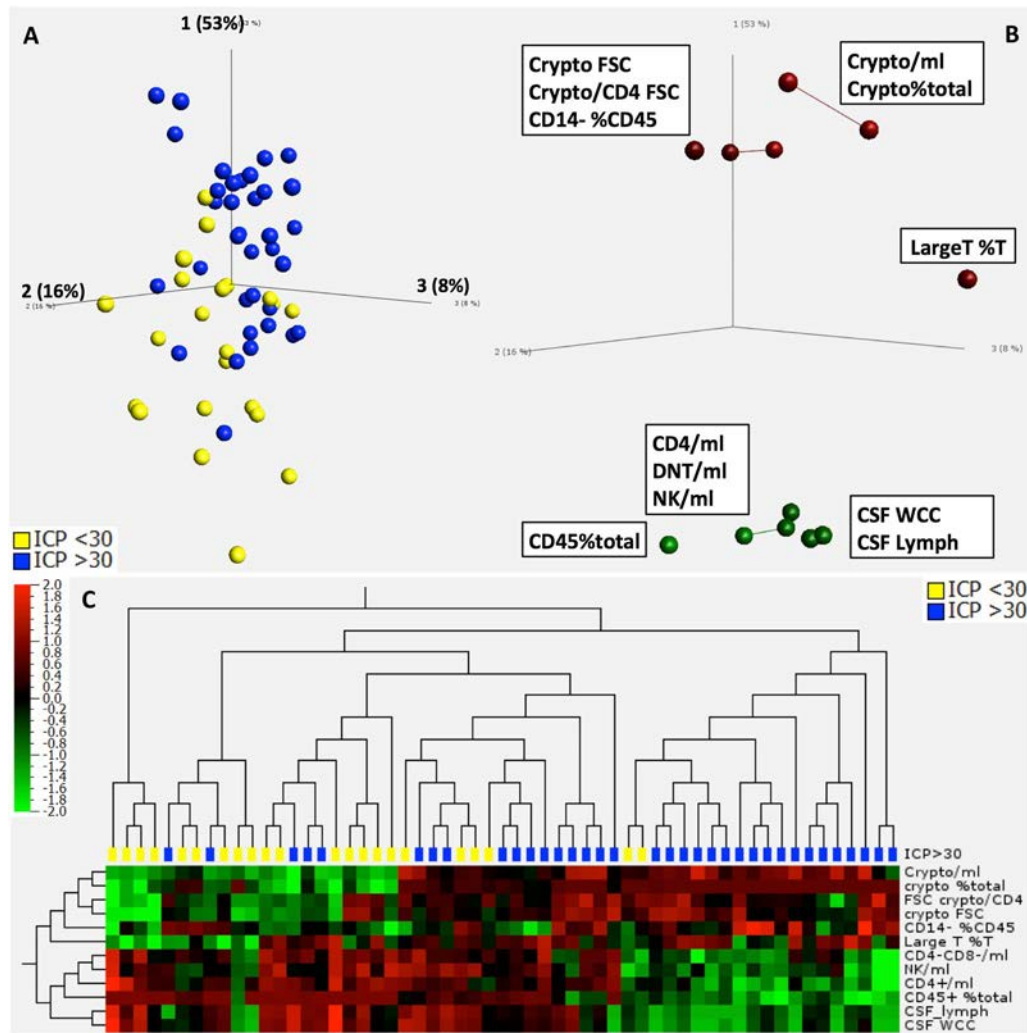 A
1 (53%)
2 (16%)
2 (16 %)
3 (8%)
3 (8 %)
ICP <30
ICP >30
B
1 (53 %)
Crypto FSC
Crypto/CD4 FSC
CD14- %CD45
Crypto/ml
Crypto%total
LargeT %T
2 (16 %)
3 (8 %)
CD4/ml
DNT/ml
NK/ml
CD45%total
CSF WCC
CSF Lymph
C
ICP <30
ICP >30
2.0
1.8
1.6
1.4
1.2
1.0
0.8
0.6
0.4
0.2
0.0
-0.2
-0.4
-0.6
-0.8
-1.0
-1.2
-1.4
-1.6
-1.8
-2.0
ICP>30
Crypto/ml
crypto %total
FSC crypto/CD4
crypto FSC
CD14- %CD45
Large T %T
CD4-CD8-/ml
NK/ml
CD4+/ml
CD45+ %total
CSF_lymph
CSF WCC